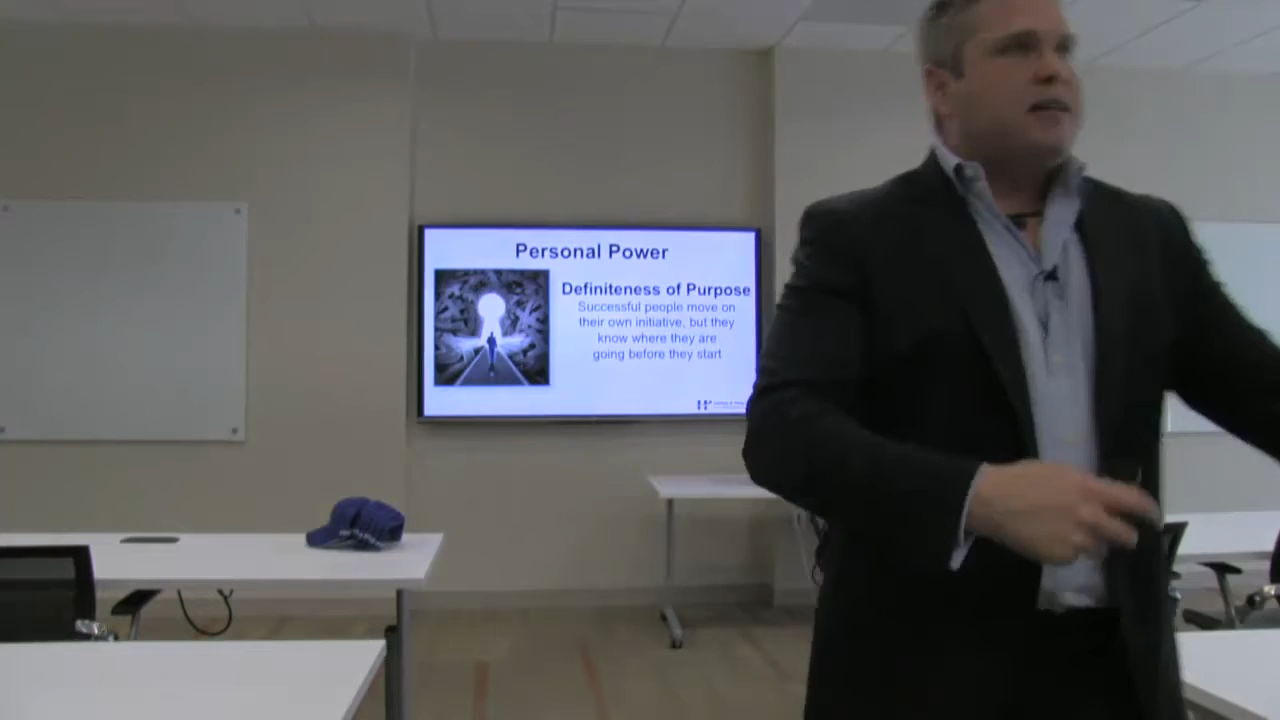 Personal Power
Definiteness of Purpose
Successful people move on
their own initiative, but they
know where they are
going before they start